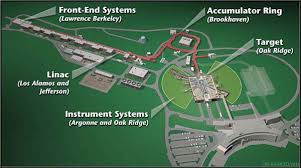 Front-End Systems
(Lawrence Berkeley)
Accumulator Ring
(Brookhaven)
Target
(Oak Ridge)
Linac
(Los Alamos and
Jefferson)
Instrument Systems
(Argonne and Oak Ridge)